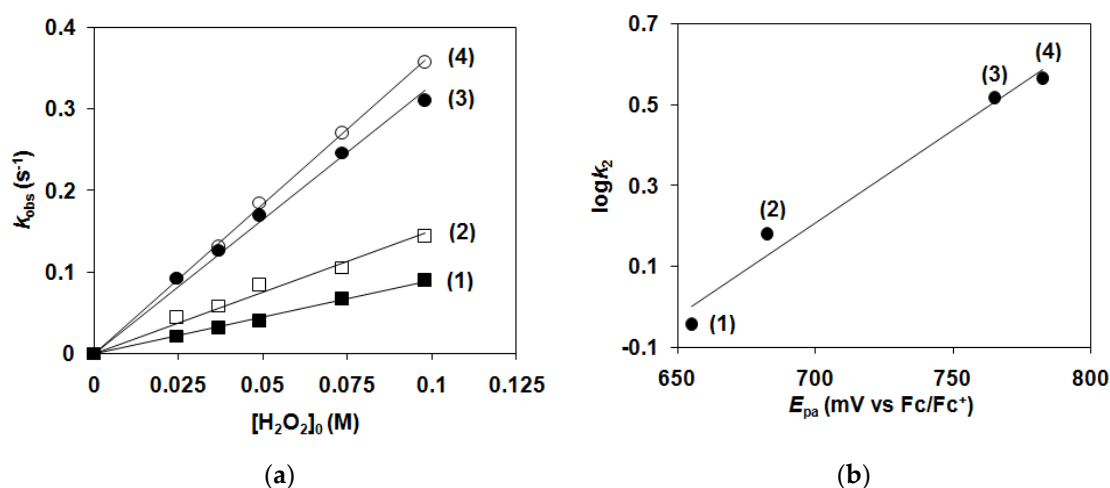 0.4
0.3
0.2
0.1
0
kobs (s-1)
(4)
(3)
(2)
(1)
0 0.025 0.05 0.075 0.1 0.125
[H2O2]0 (M)
(a)
0.7
0.5
0.3
0.1
-0.1
logk2
(4)
(3)
(2)
(1)
650 700 750 800
Epa (mV vs Fc/Fc+)
(b)